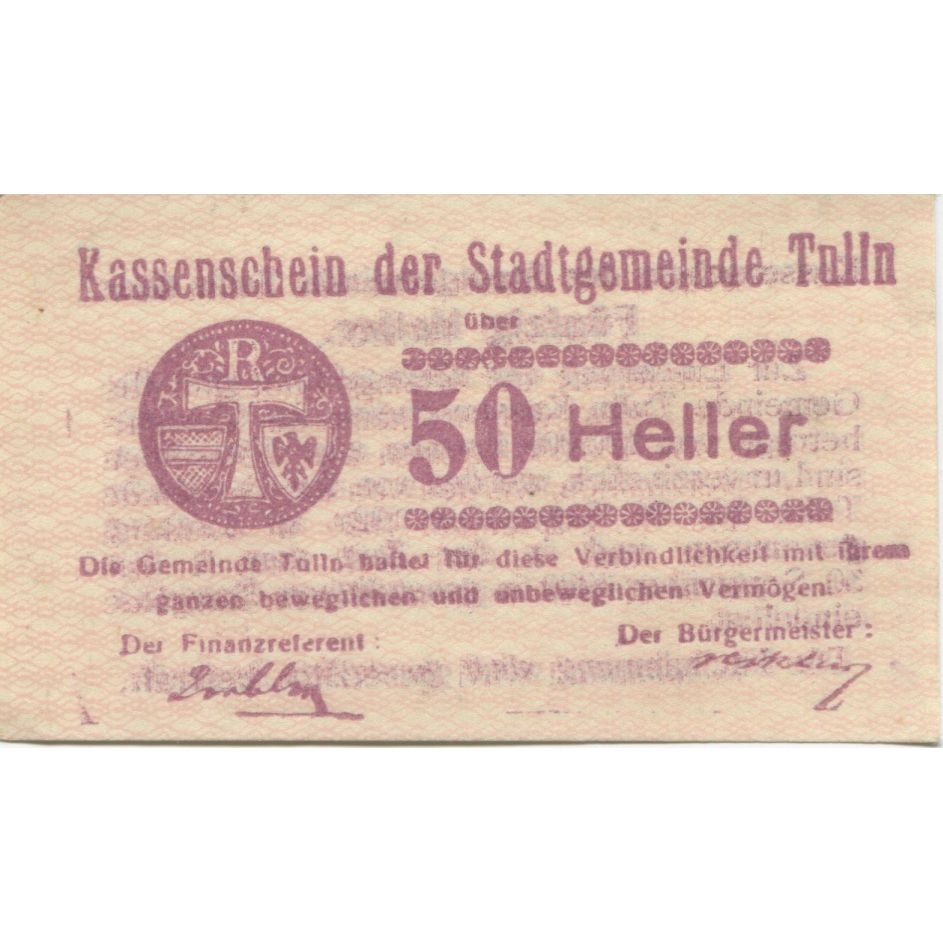 Kassenschein der Stadtgemeinde Tulln
über
R
50 Heller
Die Gemeinde Tulln haftet für diese Verbindlichkeit mit ihrem
ganzen beweglichen und unbeweglichen Vermögen.
Der Finanzreferent:
Der Bürgermeister: